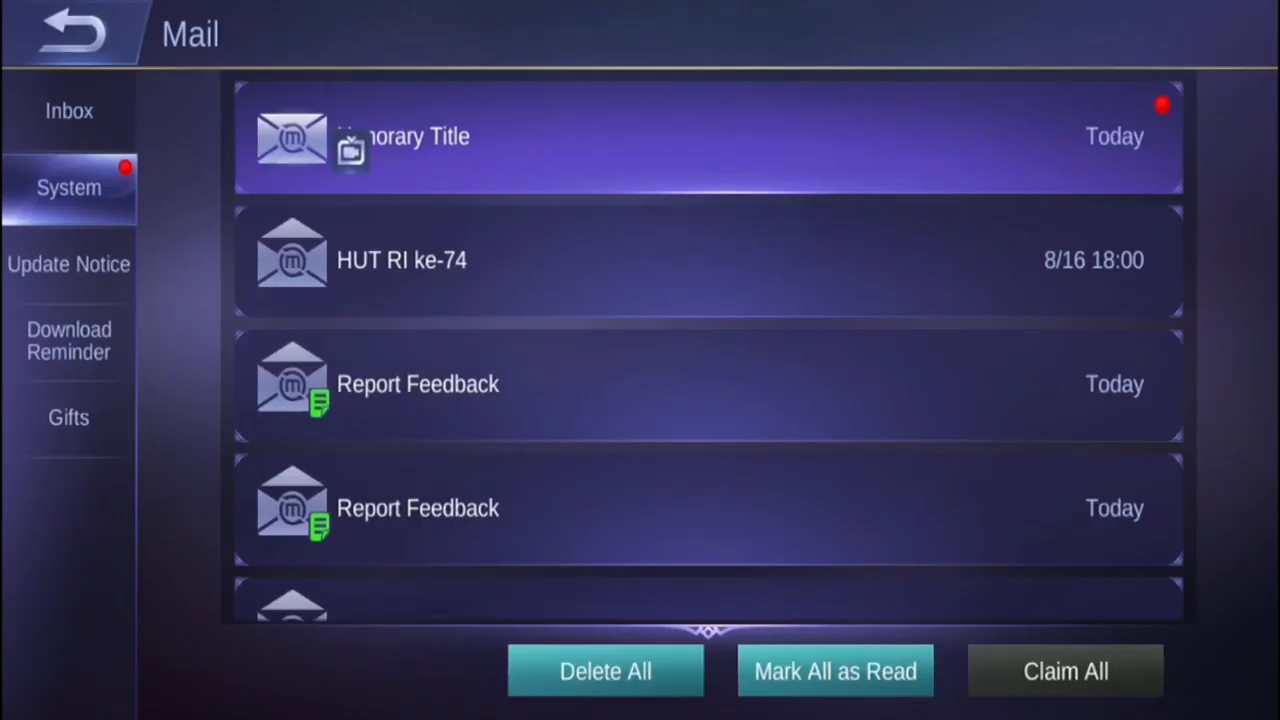 Mail
Inbox
System
Update Notice
Download
Reminder
Gifts
Honorary Title
Today
HUT RI ke-74
8/16 18:00
Report Feedback
Today
Report Feedback
Today
Delete All
Mark All as Read
Claim All